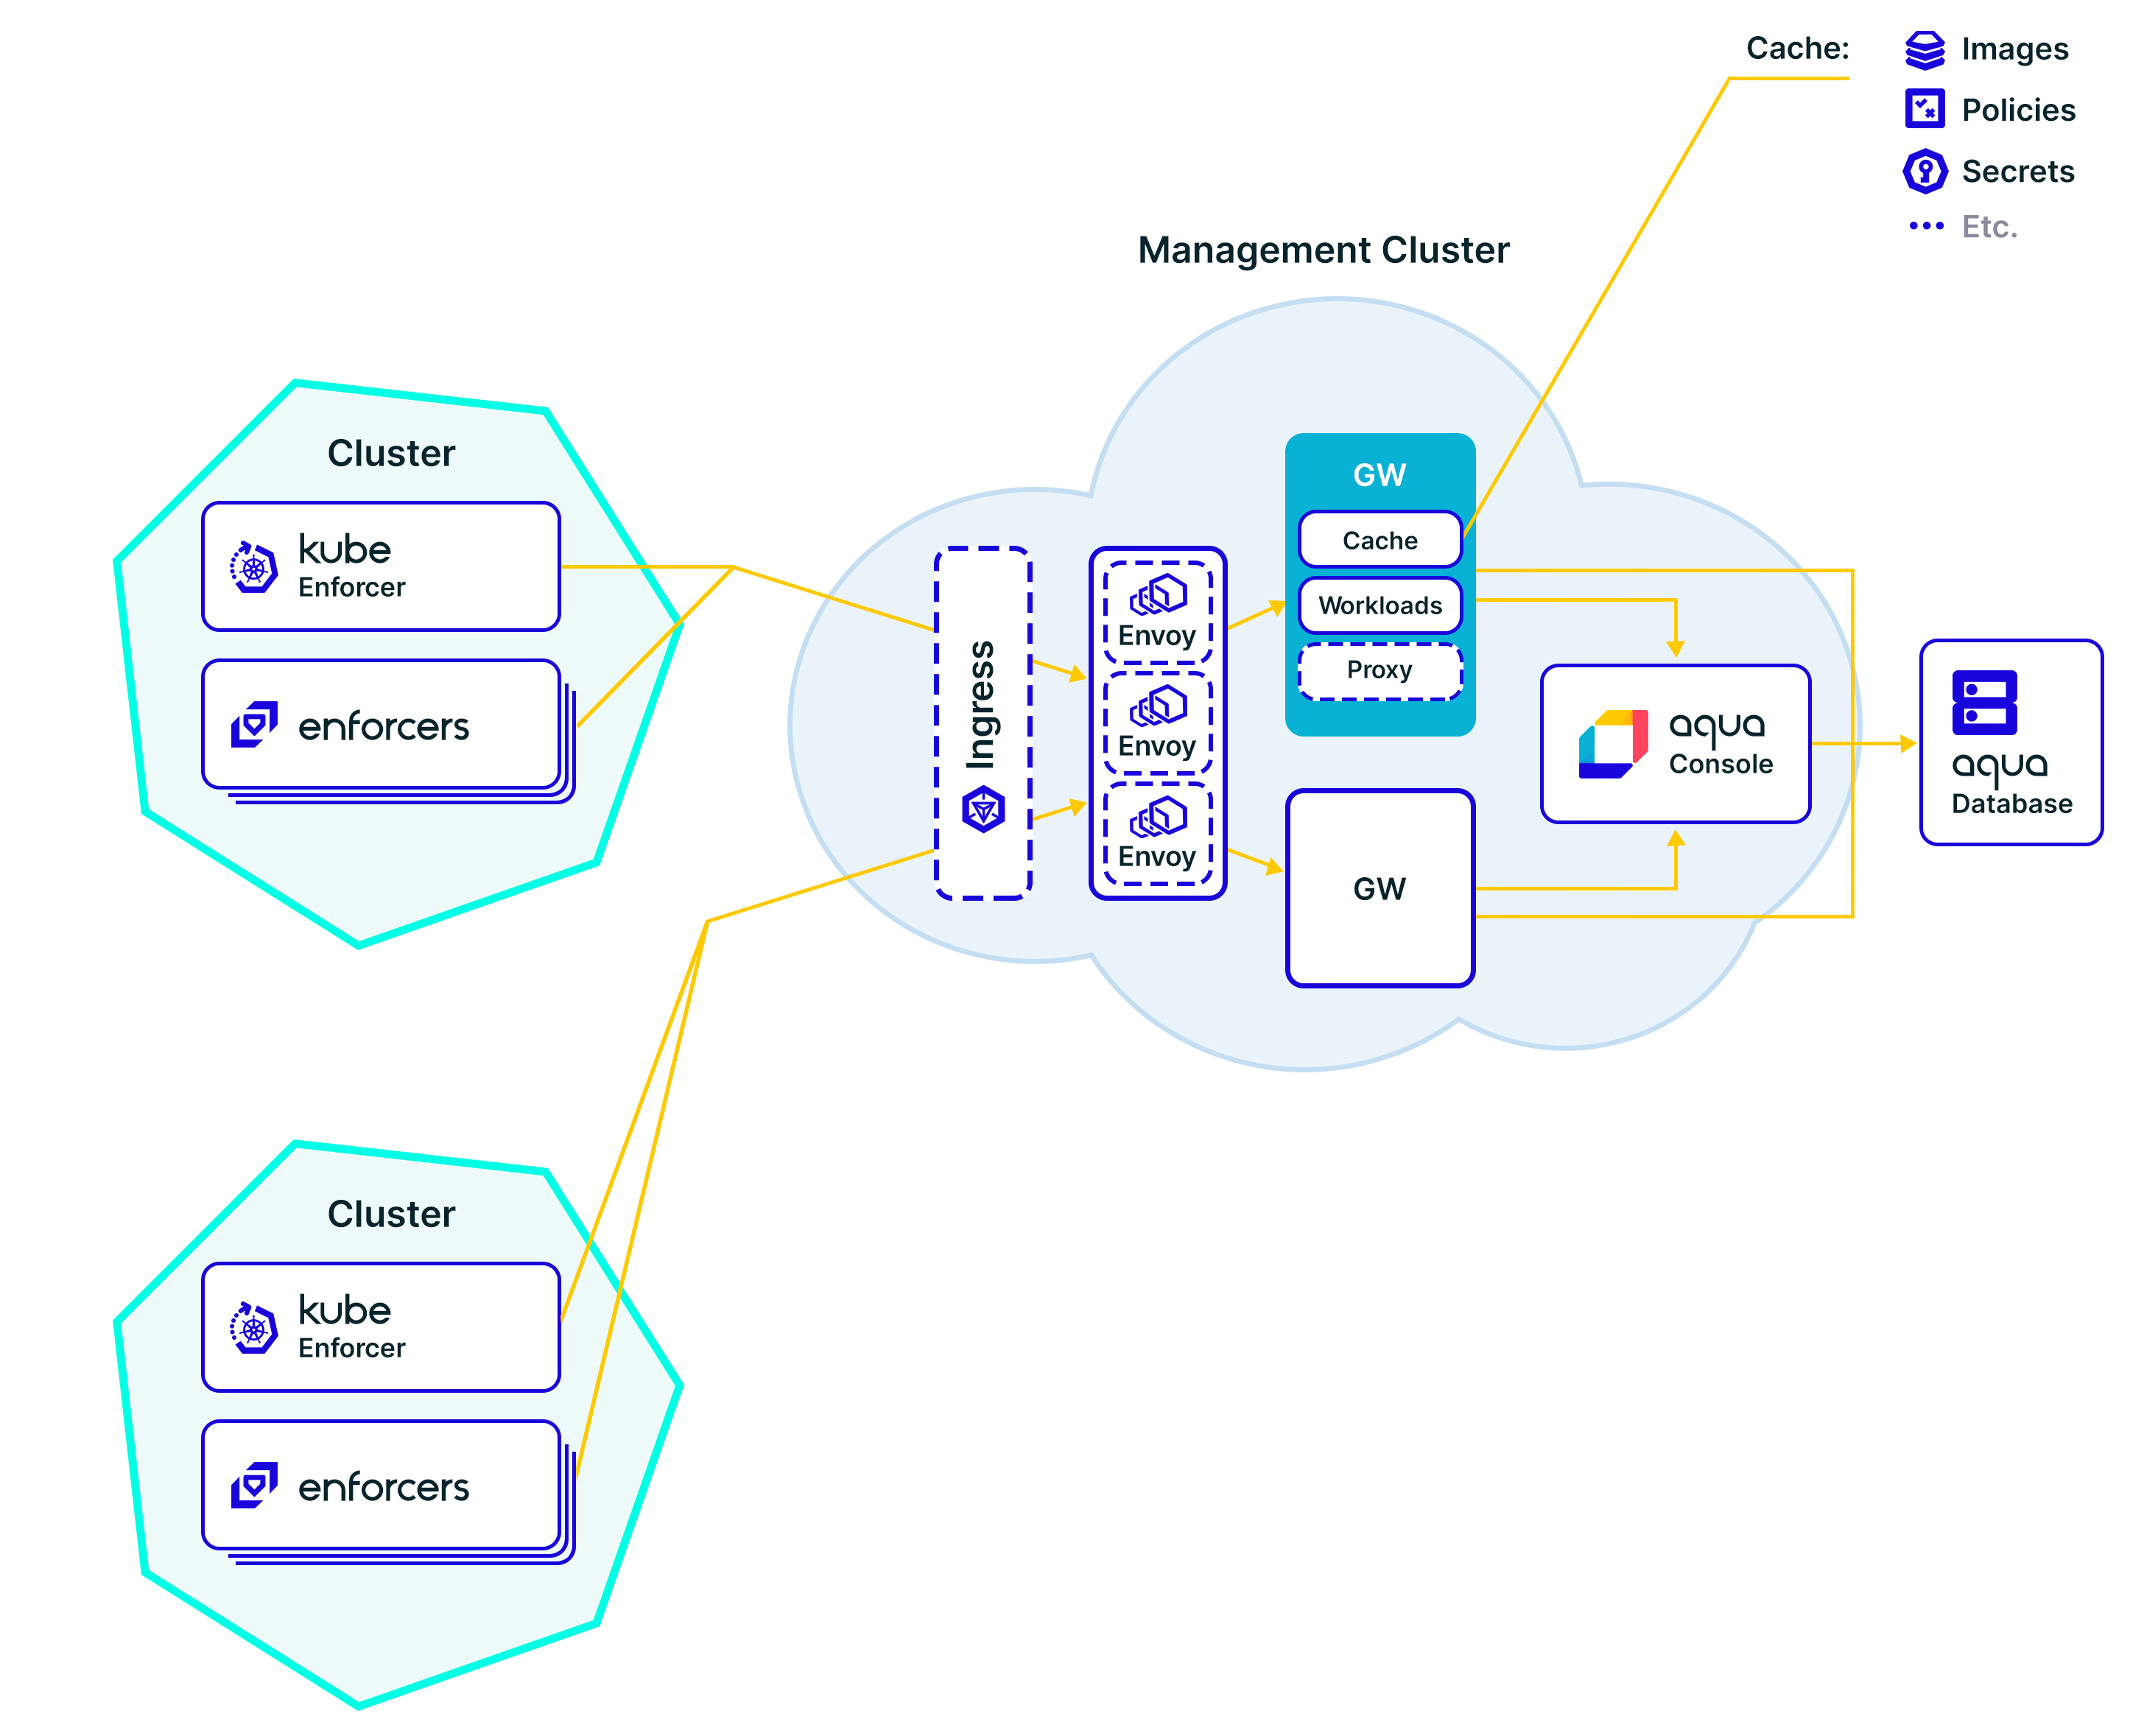 Cache:
Images
Policies
Secrets
Etc.
Management Cluster
Cluster
kube
Enforcer
enforcers
Ingress
Envoy
Envoy
Envoy
GW
Cache
Workloads
Proxy
GW
aqua
Console
aqua
Database
Cluster
kube
Enforcer
enforcers